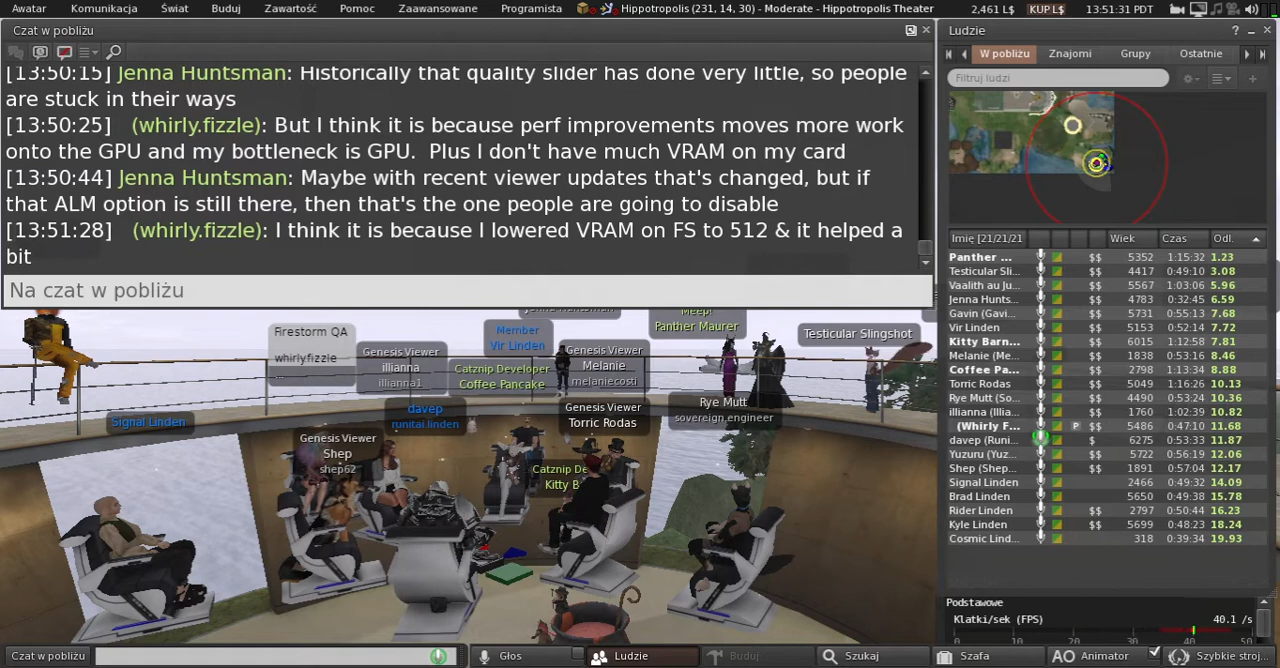 Awatar Komunikacja Świat Buduj Zawartość Pomoc Zaawansowane Programista Hippotropolis (231, 14, 30) - Moderate - Hippotropolis Theater 2,461 L$ KUP L$ 13:51:31 PDT
Czat w pobliżu
[13:50:15] Jenna Huntsman: Historically that quality slider has done very little, so people
are stuck in their ways
[13:50:25] (whirly.fizzle): But I think it is because perf improvements moves more work
onto the GPU and my bottleneck is GPU. Plus I don't have much VRAM on my card
[13:50:44] Jenna Huntsman: Maybe with recent viewer updates that's changed, but if
that ALM option is still there, then that's the one people are going to disable
[13:51:28] (whirly.fizzle): I think it is because I lowered VRAM on FS to 512 & it helped a
bit
Na czat w pobliżu
Firestorm QA
whirlyfizzle
Genesis Viewer
illianna
illianna1
Member
Vir Linden
Catznip Developer
Coffee Pancake
Genesis Viewer
Melanie
melaniecosti
Meep!
Panther Maurer
Testicular Slingshot
Signal Linden
davep
runitai.linden
Genesis Viewer
Torric Rodas
Rye Mutt
sovereign.engineer
Genesis Viewer
Shep
shep62
Catznip De
Kitty B
Ludzie
W pobliżu Znajomi Grupy Ostatnie
Filtruj ludzi
Imię [21/21/21 Wiek Czas Odl.
Panther ... $$ 5352 1:15:32 1.23
Testicular Sli... $$ 4417 0:49:10 3.08
Vaalith au Ju... $$ 5567 1:03:06 5.96
Jenna Hunts... $$ 4783 0:32:45 6.59
Gavin (Gavi... $$ 5731 0:55:13 7.68
Vir Linden $$ 5153 0:52:14 7.72
Kitty Barn... $$ 6015 1:12:58 7.81
Melanie (Me... $$ 1838 0:53:16 8.46
Coffee Pa... $$ 2798 1:13:34 8.88
Torric Rodas $$ 5049 1:16:26 10.13
Rye Mutt (So... $$ 4490 0:53:24 10.36
illianna (Illia... $$ 1760 1:02:39 10.82
(Whirly F... P $$ 5486 0:47:10 11.68
davep (Runi... $ 6275 0:53:33 11.87
Yuzuru (Yuz... $$ 5722 0:56:19 12.06
Shep (Shep... $$ 1891 0:57:04 12.17
Signal Linden 2466 0:49:32 14.09
Brad Linden 5650 0:49:38 15.78
Rider Linden $$ 2797 0:50:44 16.23
Kyle Linden $$ 5699 0:48:23 18.24
Cosmic Lind... 318 0:39:34 19.93
Podstawowe
Klatki/sek (FPS) 40.1 /s
0 10 20 30 40 50
Czat w pobliżu Głos Ludzie Buduj Szukaj Szafa AO Animator Szybkie stroj...